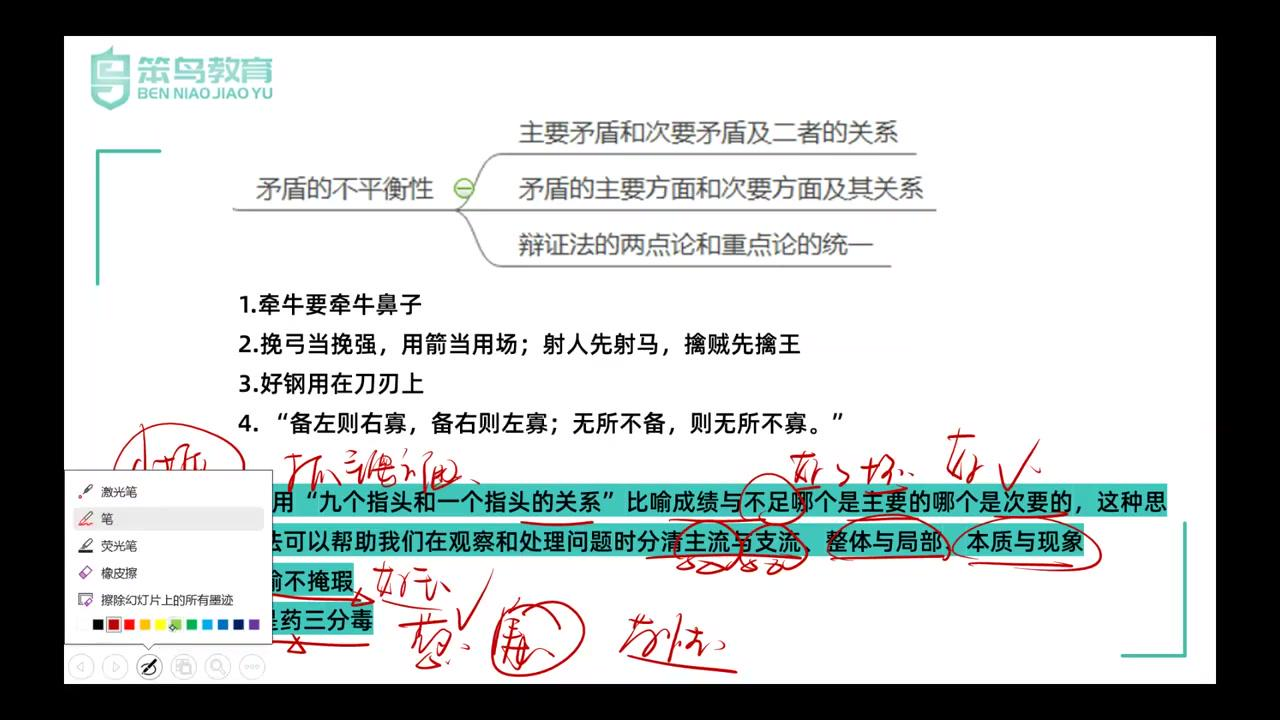 笨鸟教育
BEN NIAO JIAO YU
主要矛盾和次要矛盾及二者的关系
矛盾的不平衡性
矛盾的主要方面和次要方面及其关系
辩证法的两点论和重点论的统一
1.牵牛要牵牛鼻子
2.挽弓当挽强，用箭当用场；射人先射马，擒贼先擒王
3.好钢用在刀刃上
4. “备左则右寡，备右则左寡；无所不备，则无所不寡。”
用 “九个指头和一个指头的关系” 比喻成绩与不足哪个是主要的哪个是次要的，这种思
可以帮助我们在观察和处理问题时分清主流与支流、整体与局部、本质与现象
不掩瑕
是药三分毒
激光笔
笔
荧光笔
橡皮擦
擦除幻灯片上的所有墨迹